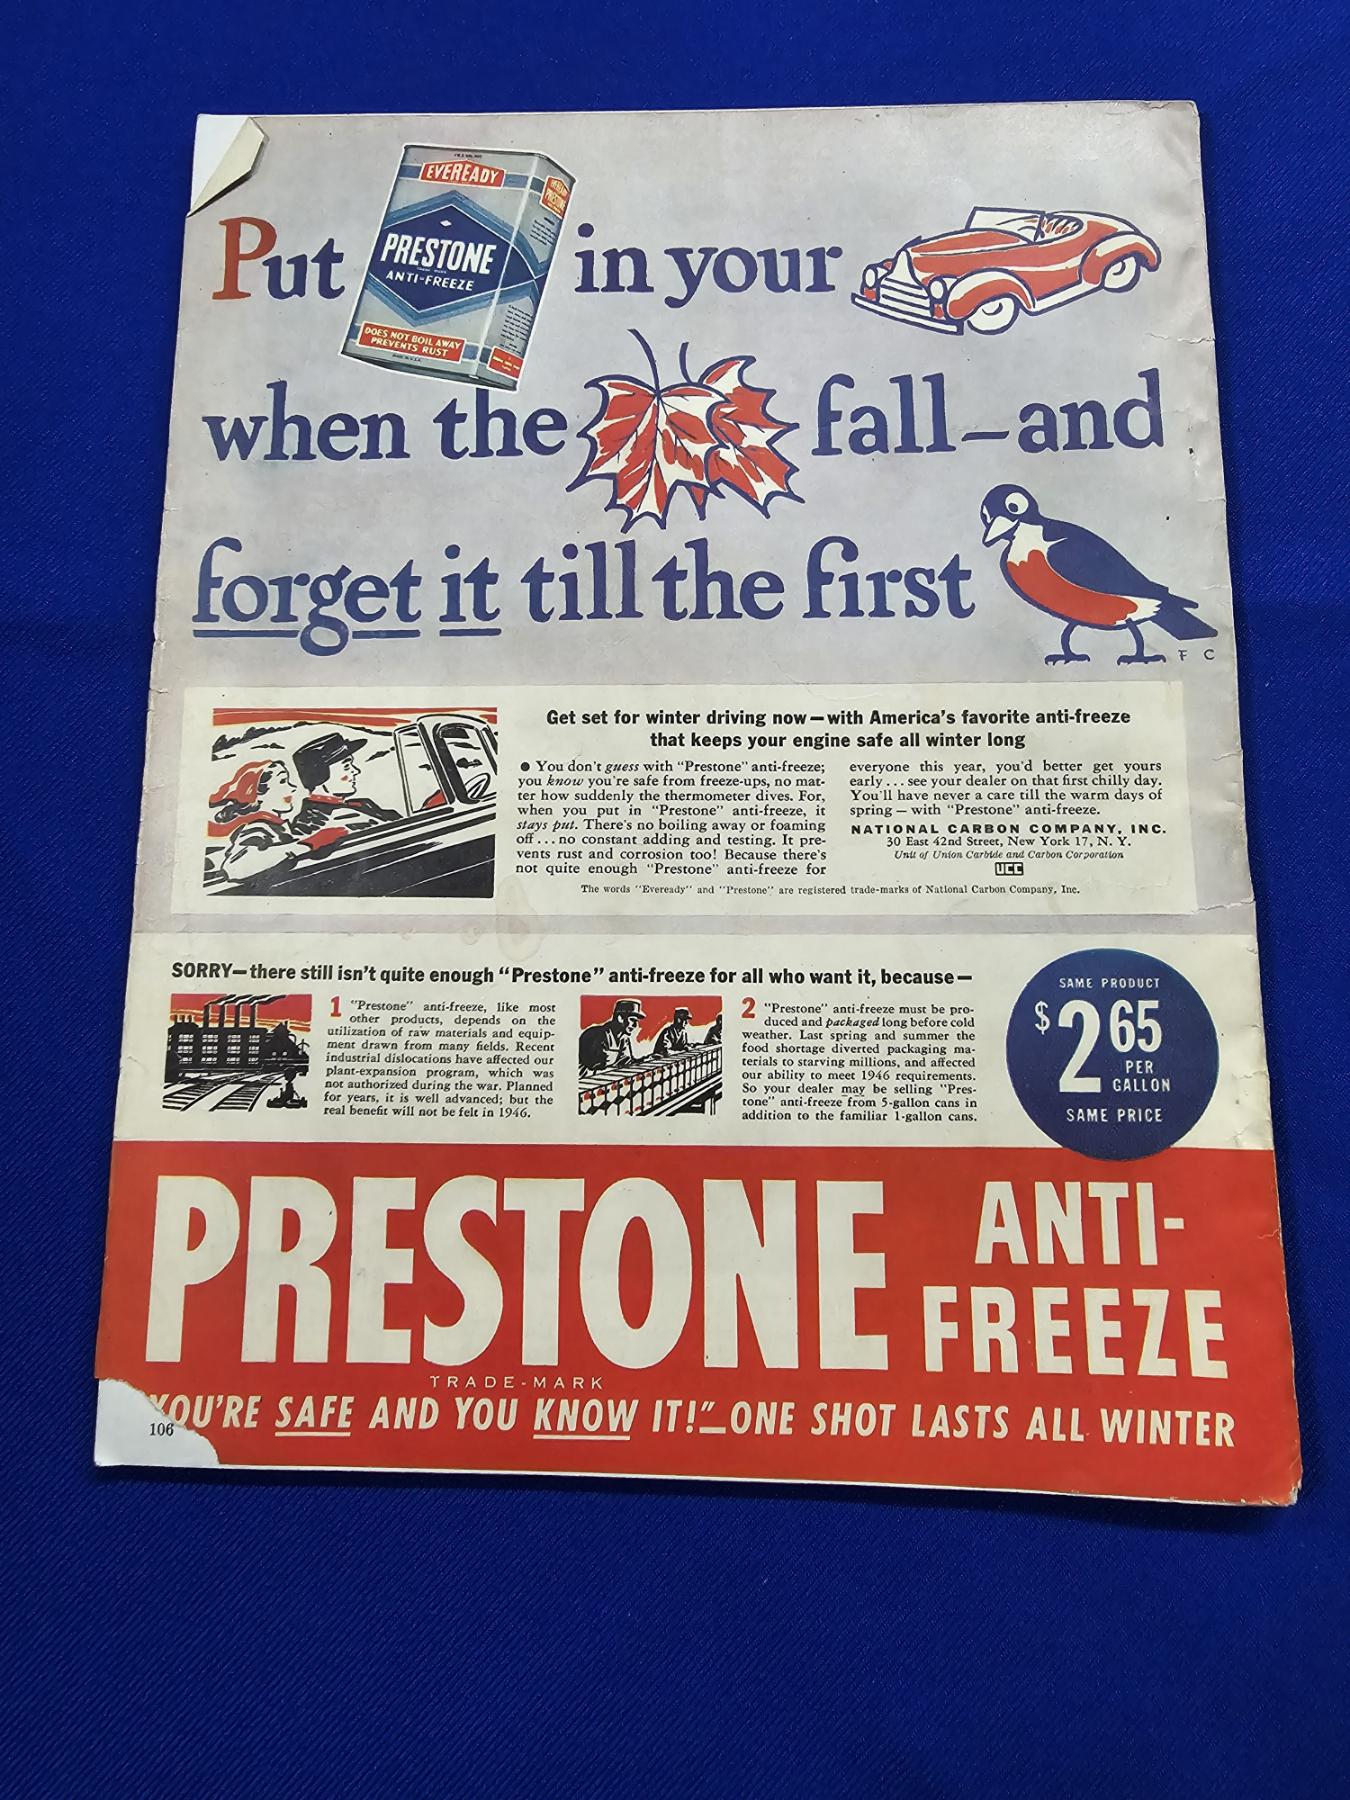 EVEREADY
PRESTONE
ANTI-FREEZE
DOES NOT BOIL AWAY
PREVENTS RUST
Put in your
when the fall—and
forget it till the first
F C
Get set for winter driving now—with America's favorite anti-freeze
that keeps your engine safe all winter long
● You don't guess with "Prestone" anti-freeze;
you know you're safe from freeze-ups, no mat-
ter how suddenly the thermometer dives. For,
when you put in "Prestone" anti-freeze, it
stays put. There's no boiling away or foaming
off . . . no constant adding and testing. It pre-
vents rust and corrosion too! Because there's
not quite enough "Prestone" anti-freeze for
everyone this year, you'd better get yours
early . . . see your dealer on that first chilly day.
You'll have never a care till the warm days of
spring — with "Prestone" anti-freeze.
NATIONAL CARBON COMPANY, INC.
30 East 42nd Street, New York 17, N. Y.
Unit of Union Carbide and Carbon Corporation
UCC
The words "Eveready" and "Prestone" are registered trade-marks of National Carbon Company, Inc.
SORRY—there still isn't quite enough "Prestone" anti-freeze for all who want it, because—
1 "Prestone" anti-freeze, like most
other products, depends on the
utilization of raw materials and equip-
ment drawn from many fields. Recent
industrial dislocations have affected our
plant-expansion program, which was
not authorized during the war. Planned
for years, it is well advanced; but the
real benefit will not be felt in 1946.
2 "Prestone" anti-freeze must be pro-
duced and packaged long before cold
weather. Last spring and summer the
food shortage diverted packaging ma-
terials to starving millions, and affected
our ability to meet 1946 requirements.
So your dealer may be selling "Pres-
tone" anti-freeze from 5-gallon cans in
addition to the familiar 1-gallon cans.
SAME PRODUCT
$2 65
PER
GALLON
SAME PRICE
PRESTONE ANTI-
FREEZE
TRADE-MARK
YOU'RE SAFE AND YOU KNOW IT!"—ONE SHOT LASTS ALL WINTER
106